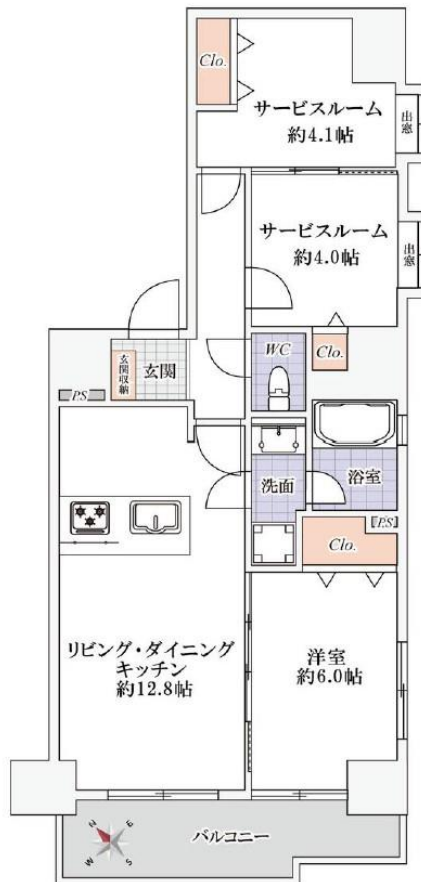 Clo.
サービスルーム
約4.1帖
出窓
サービスルーム
約4.0帖
出窓
WC
Clo.
玄関収納
玄関
PS
洗面
浴室
PS
Clo.
リビング・ダイニング
キッチン
約12.8帖
洋室
約6.0帖
N
E
W
S
バルコニー